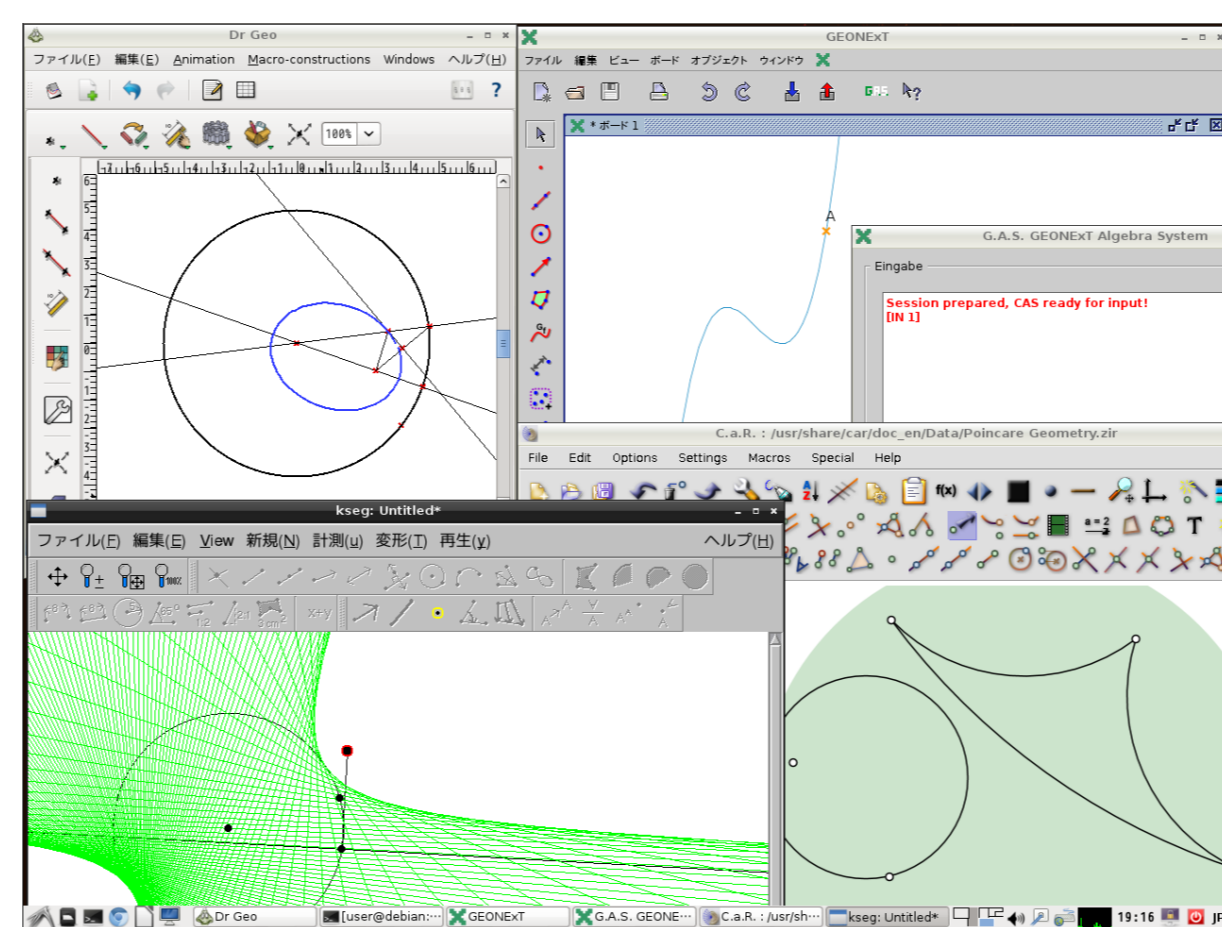 Dr Geo
ファイル(F) 編集(E) Animation Macro-constructions Windows ヘルプ(H)
?
100%
GEONExT
ファイル 編集 ビュー ボード オブジェクト ウィンドウ
* ボード 1
A
G.A.S. GEONExT Algebra System
Eingabe
Session prepared, CAS ready for input!
[IN 1]
C.a.R. : /usr/share/car/doc_en/Data/Poincare Geometry.zir
File Edit Options Settings Macros Special Help
f(x)
a=2
T
kseg: Untitled*
ファイル(F) 編集(E) View 新規(N) 計測(u) 変形(T) 再生(y) ヘルプ(H)
100%
x+y
Dr Geo
[user@debian:···
GEONExT
G.A.S. GEONE···
C.a.R. : /usr/sh···
kseg: Untitled*
19:16